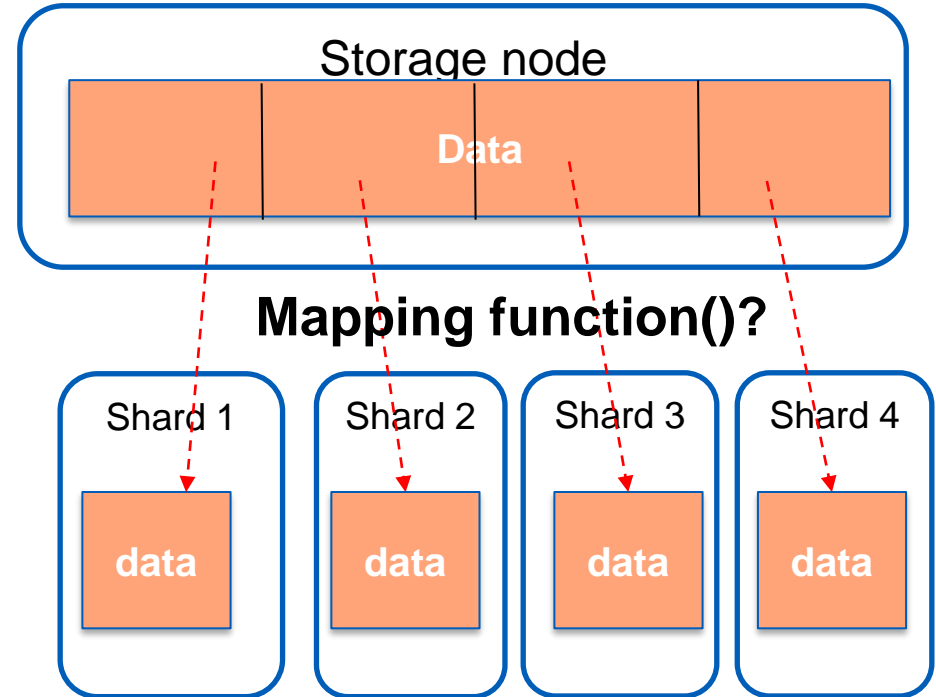 Storage node
Data
Mapping function()?
Shard 1
Shard 2
Shard 3
Shard 4
data
data
data
data